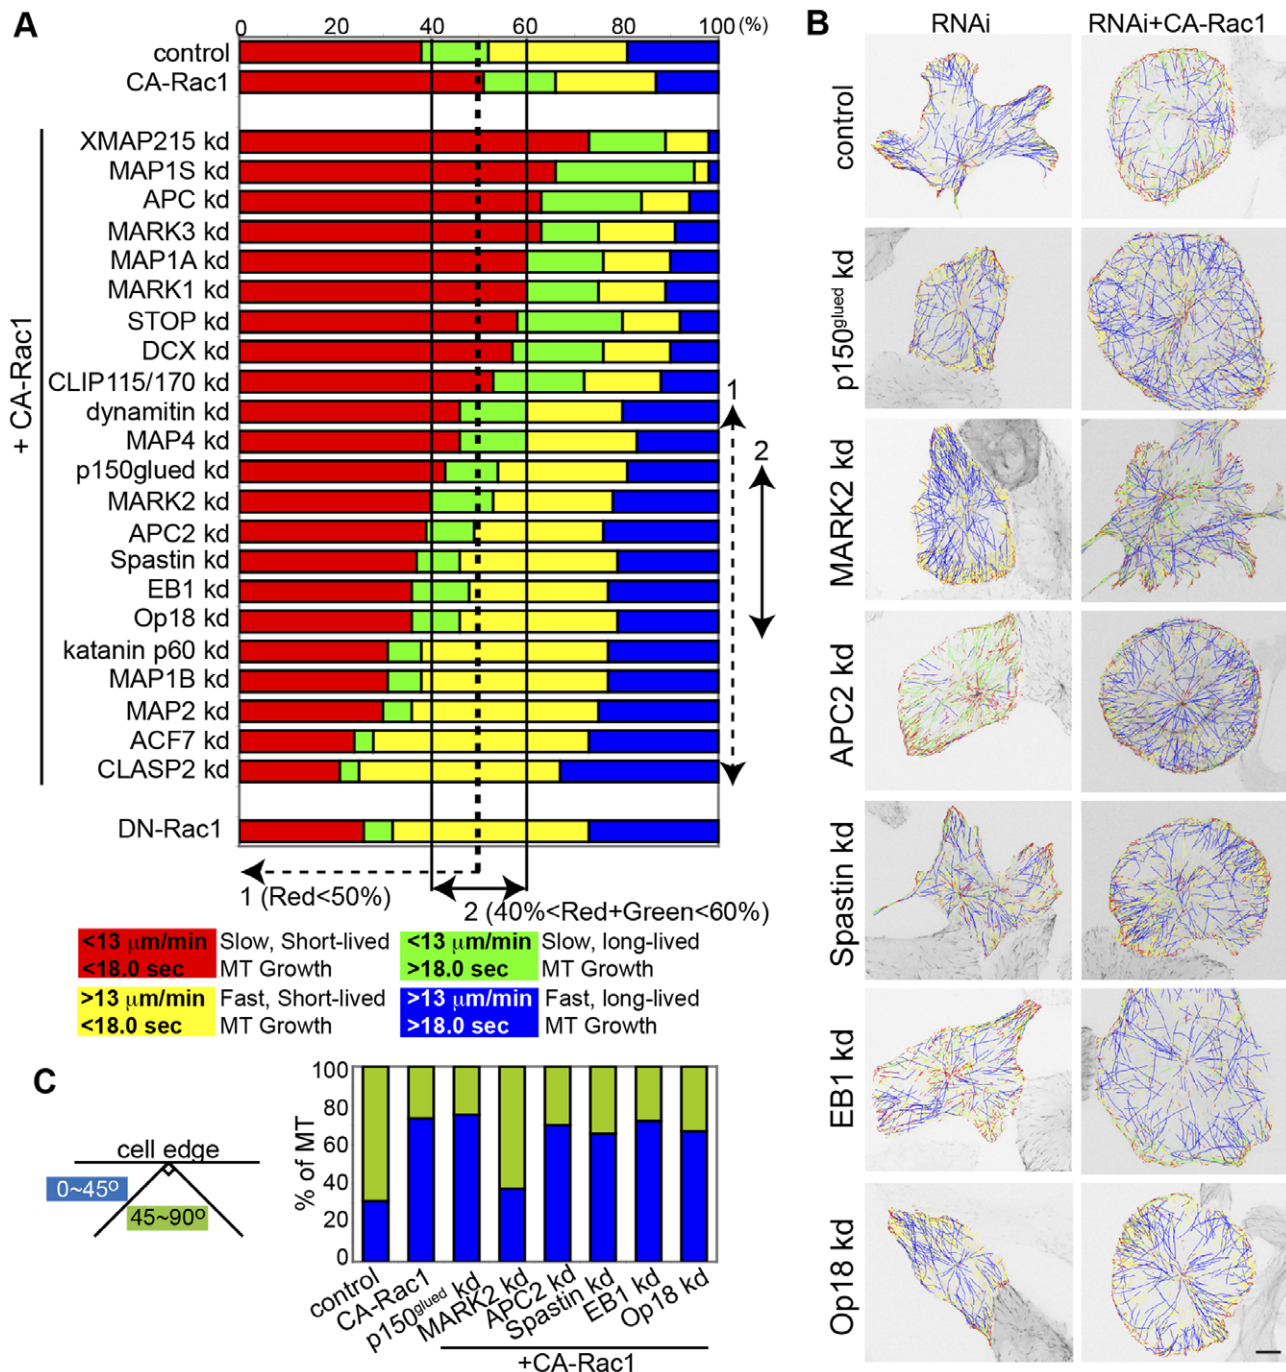 A
0 20 40 60 80 100 (%)
control
CA-Rac1
+ CA-Rac1
XMAP215 kd
MAP1S kd
APC kd
MARK3 kd
MAP1A kd
MARK1 kd
STOP kd
DCX kd
CLIP115/170 kd
dynamitin kd
MAP4 kd
p150glued kd
MARK2 kd
APC2 kd
Spastin kd
EB1 kd
Op18 kd
katanin p60 kd
MAP1B kd
MAP2 kd
ACF7 kd
CLASP2 kd
DN-Rac1
1
2
1 (Red<50%)
2 (40%<Red+Green<60%)
<13 µm/min Slow, Short-lived
<18.0 sec MT Growth
<13 µm/min Slow, long-lived
>18.0 sec MT Growth
>13 µm/min Fast, Short-lived
<18.0 sec MT Growth
>13 µm/min Fast, long-lived
>18.0 sec MT Growth
B
RNAi RNAi+CA-Rac1
control
p150glued kd
MARK2 kd
APC2 kd
Spastin kd
EB1 kd
Op18 kd
C
cell edge
0~45º
45~90º
% of MT
100
80
60
40
20
0
control
CA-Rac1
p150glued kd
MARK2 kd
APC2 kd
Spastin kd
EB1 kd
Op18 kd
+CA-Rac1